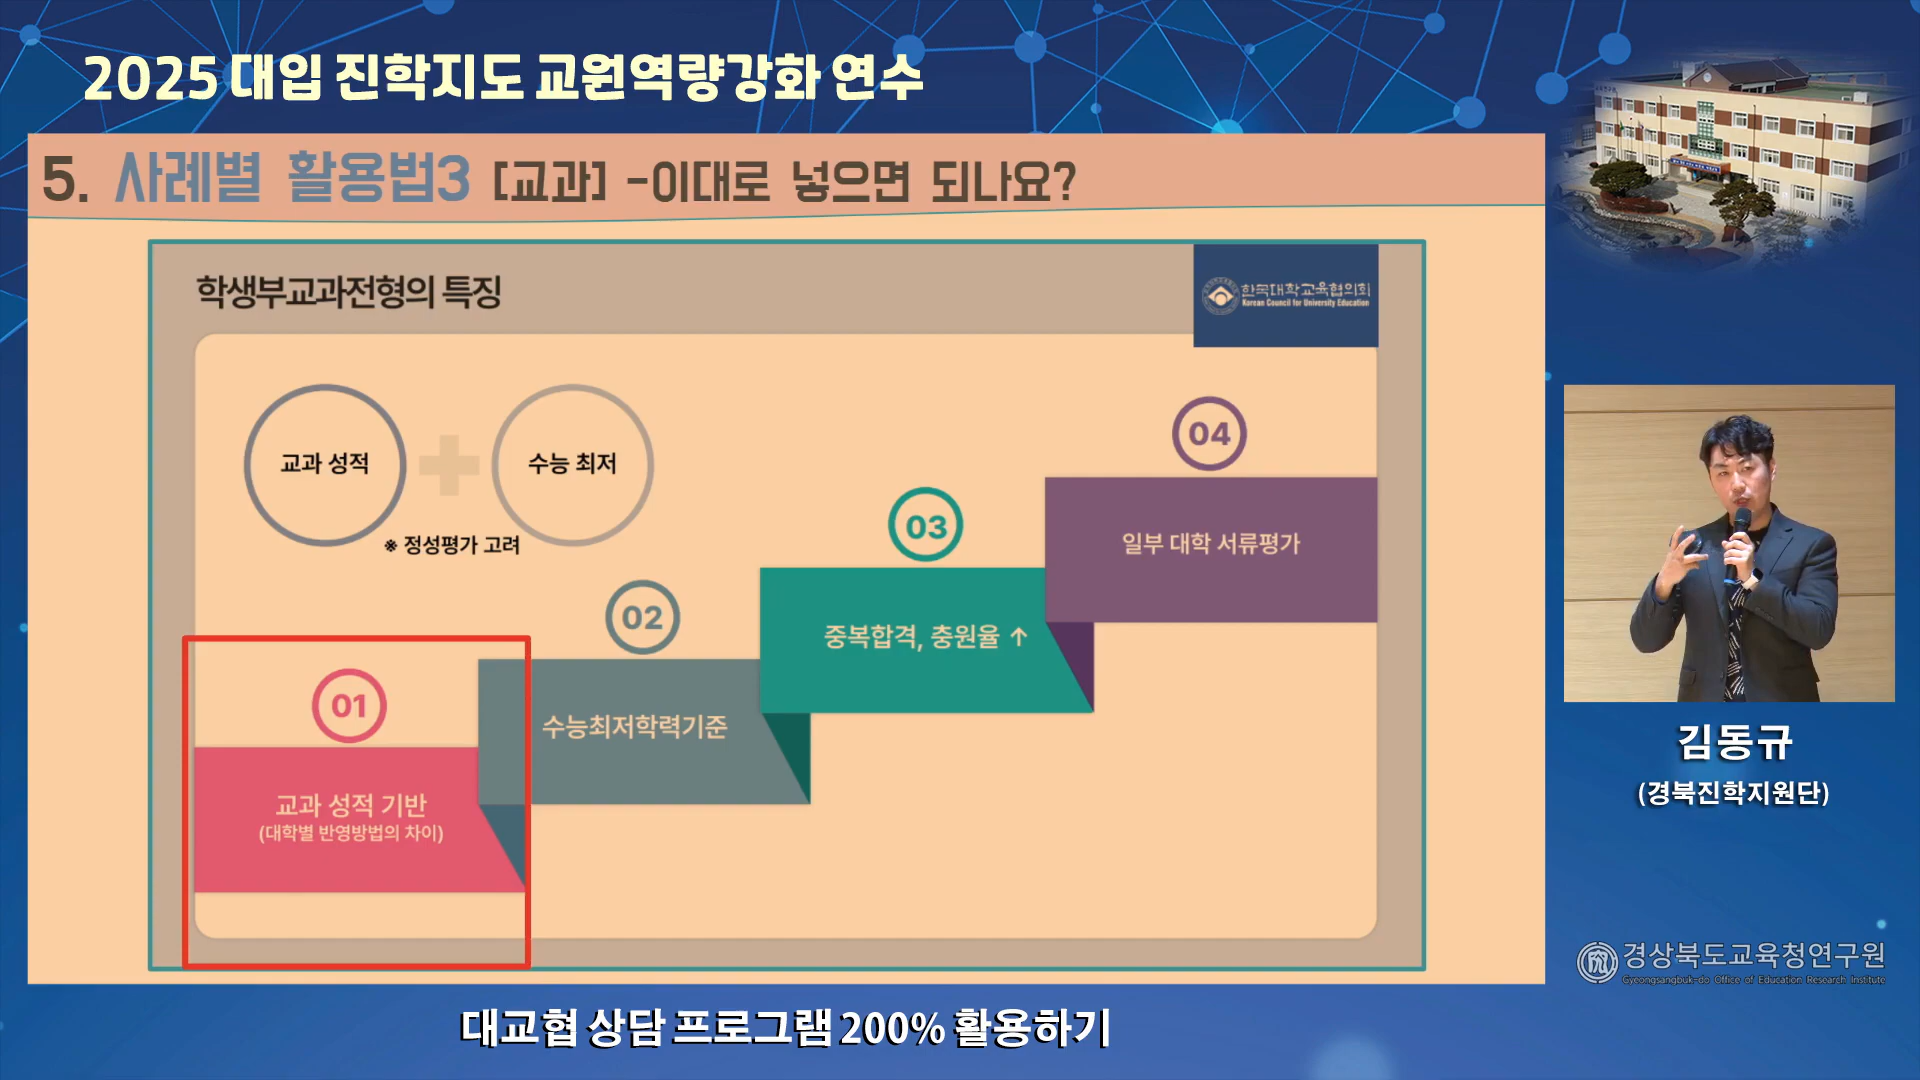 2025 대입 진학지도 교원역량강화 연수
5. 사례별 활용법3 [교과] -이대로 넣으면 되나요?
학생부교과전형의 특징
한국대학교육협의회
Korean Council for University Education
교과 성적
수능 최저
※ 정성평가 고려
04
일부 대학 서류평가
03
중복합격, 충원율 ↑
02
수능최저학력기준
01
교과 성적 기반
(대학별 반영방법의 차이)
김동규
(경북진학지원단)
경상북도교육청연구원
Gyeongsangbuk-do Office of Education Research Institute
대교협 상담 프로그램 200% 활용하기